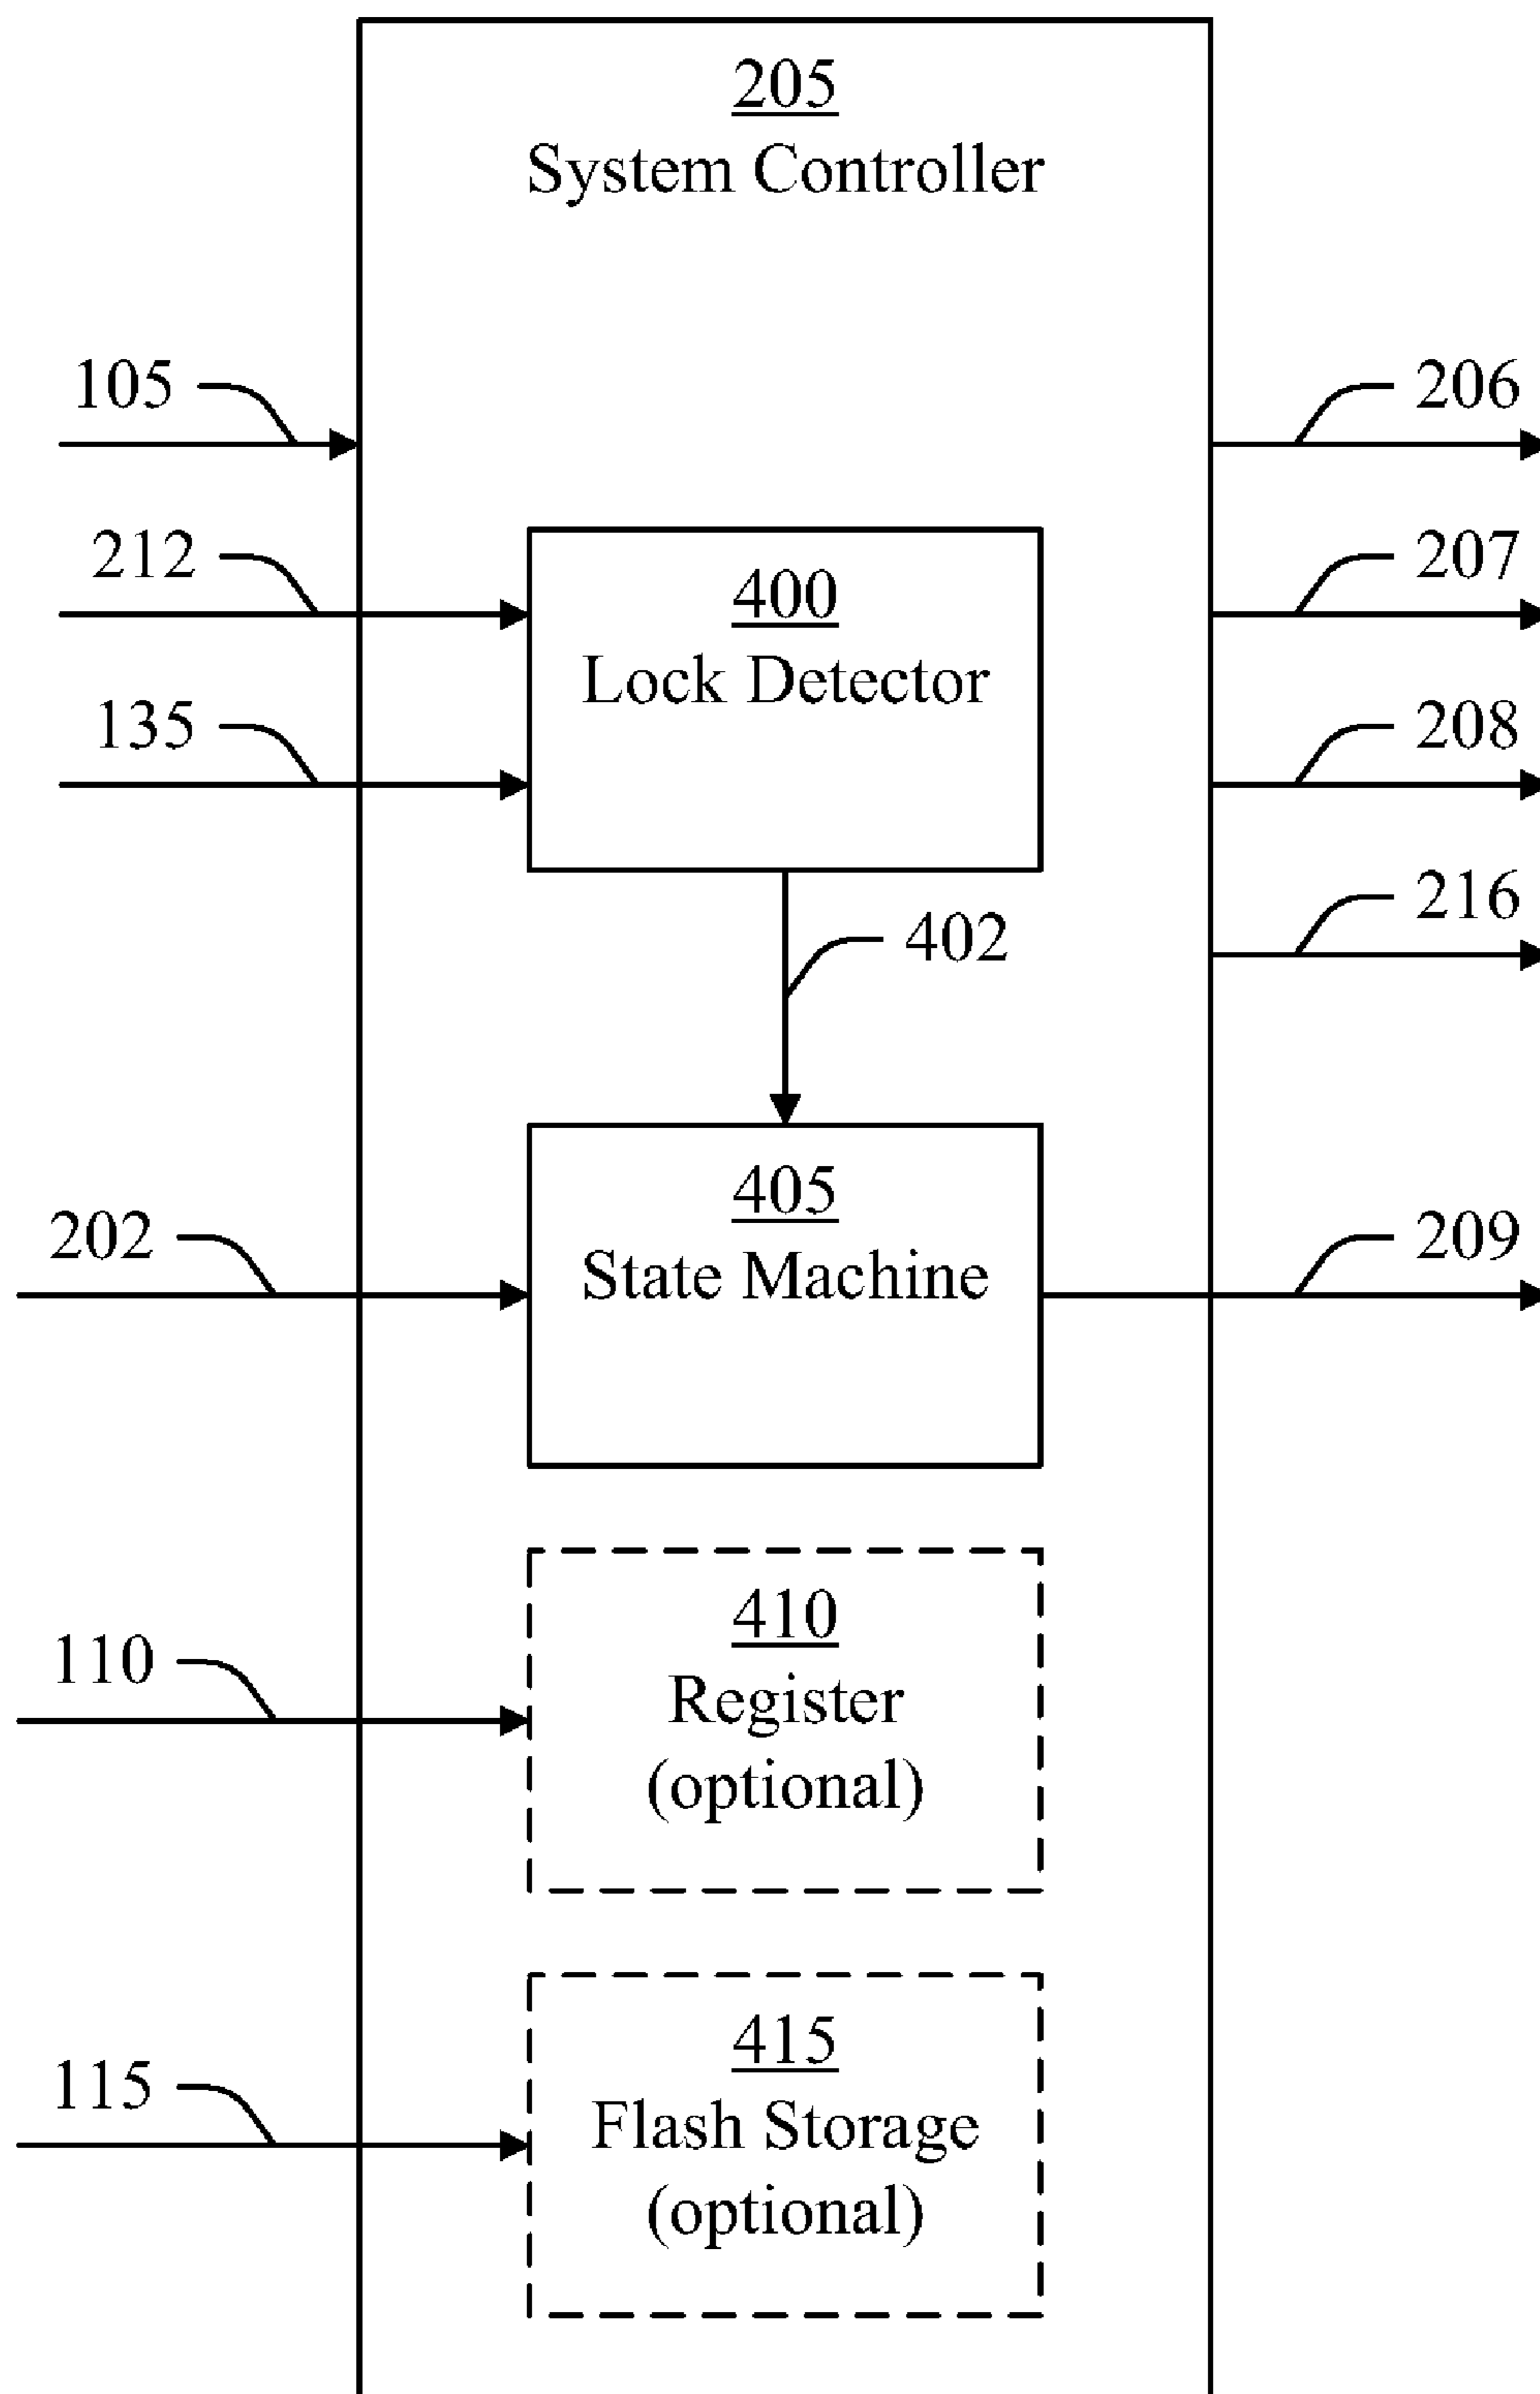 205
System Controller
105
206
212
207
400
Lock Detector
135
208
216
402
405
State Machine
202
209
410
Register
(optional)
110
415
Flash Storage
(optional)
115